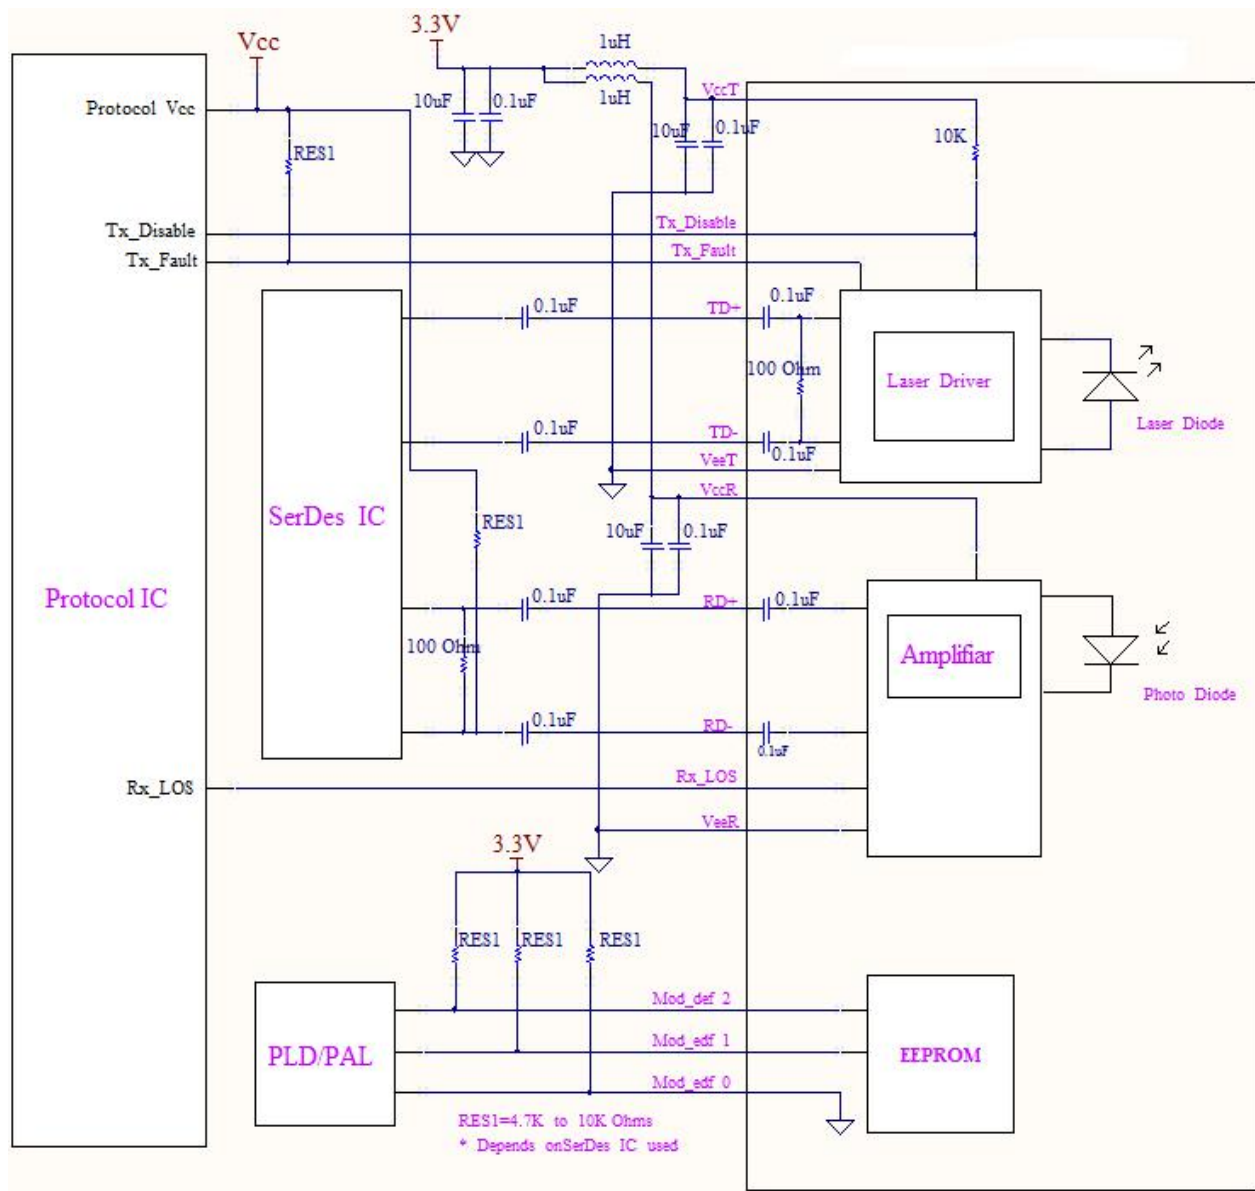 3.3V
Vcc
1uH
1uH
VccT
Protocol Vcc
10uF
0.1uF
10uF
0.1uF
10K
RES1
Tx_Disable
Tx_Disable
Tx_Fault
Tx_Fault
0.1uF
TD+
0.1uF
100 Ohm
Laser Driver
0.1uF
TD-
0.1uF
Laser Diode
VeeT
VccR
SerDes IC
RES1
10uF
0.1uF
Protocol IC
0.1uF
RD+
0.1uF
100 Ohm
Amplifiar
Photo Diode
0.1uF
RD-
0.1uF
Rx_LOS
Rx_LOS
VeeR
3.3V
RES1
RES1
RES1
Mod_def 2
PLD/PAL
Mod_edf 1
EEPROM
Mod_edf 0
RES1=4.7K to 10K Ohms
* Depends onSerDes IC used